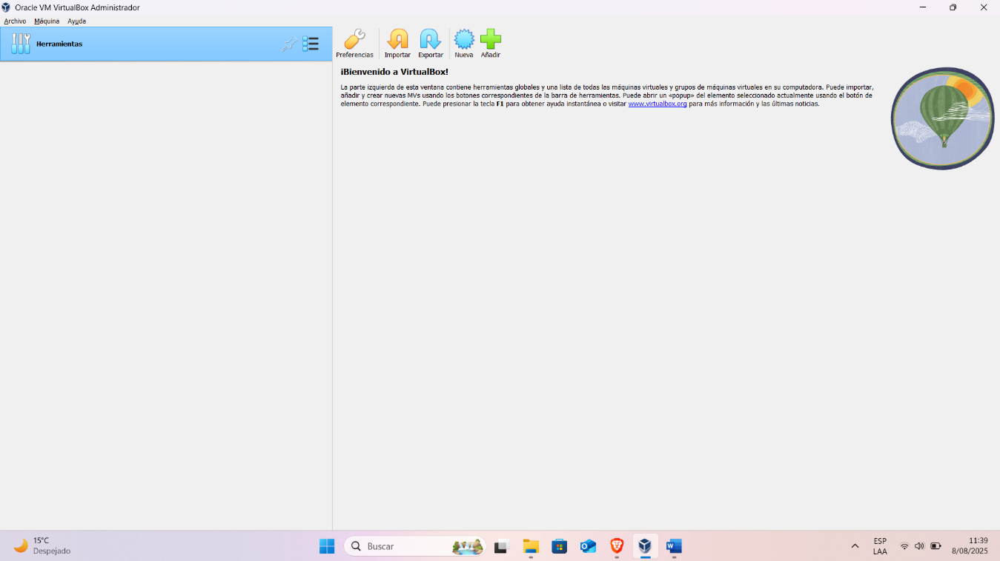 Oracle VM VirtualBox Administrador
Archivo Máquina Ayuda
Herramientas
Preferencias Importar Exportar Nueva Añadir
¡Bienvenido a VirtualBox!
La parte izquierda de esta ventana contiene herramientas globales y una lista de todas las máquinas virtuales y grupos de máquinas virtuales en su computadora. Puede importar,
añadir y crear nuevas MVs usando los botones correspondientes de la barra de herramientas. Puede abrir un «popup» del elemento seleccionado actualmente usando el botón de
elemento correspondiente. Puede presionar la tecla F1 para obtener ayuda instantánea o visitar www.virtualbox.org para más información y las últimas noticias.
15°C
Despejado
Buscar
ESP
LAA
11:39
8/08/2025